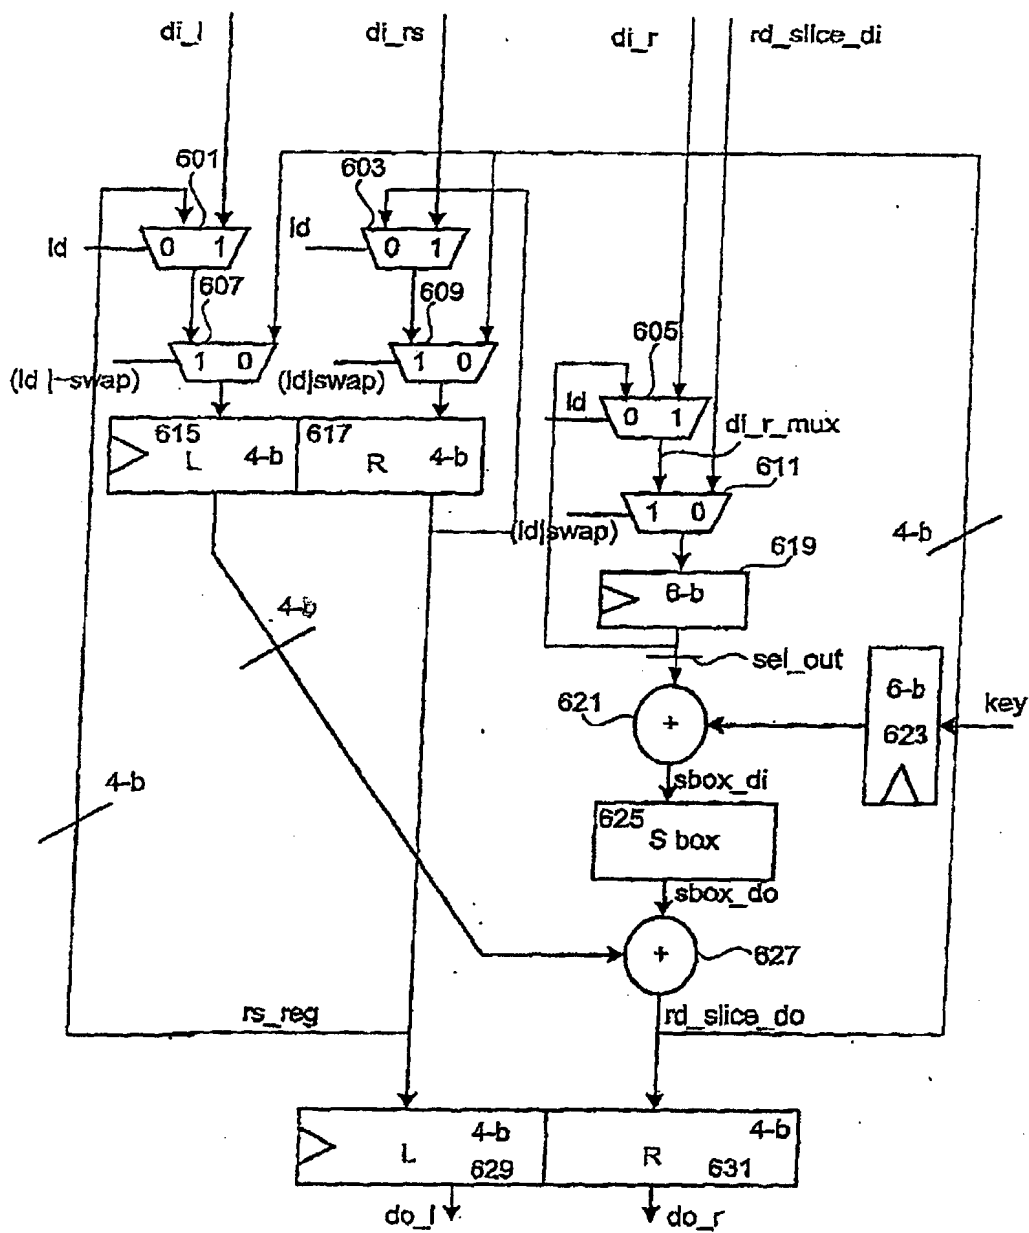 di_l di_rs di_r rd_slice_di
601 603
ld 0 1 ld 0 1
607 609 605
(ld |~swap) 1 0 (ld|swap) 1 0
ld 0 1 di_r_mux
615 L 4-b 617 R 4-b
611
(ld|swap) 1 0
4-b
619
6-b
4-b
sel_out
6-b
623
key
621 +
sbox_di
4-b
625
S box
sbox_do
+ 627
rs_reg rd_slice_do
L 4-b 629 R 4-b 631
do_l do_r